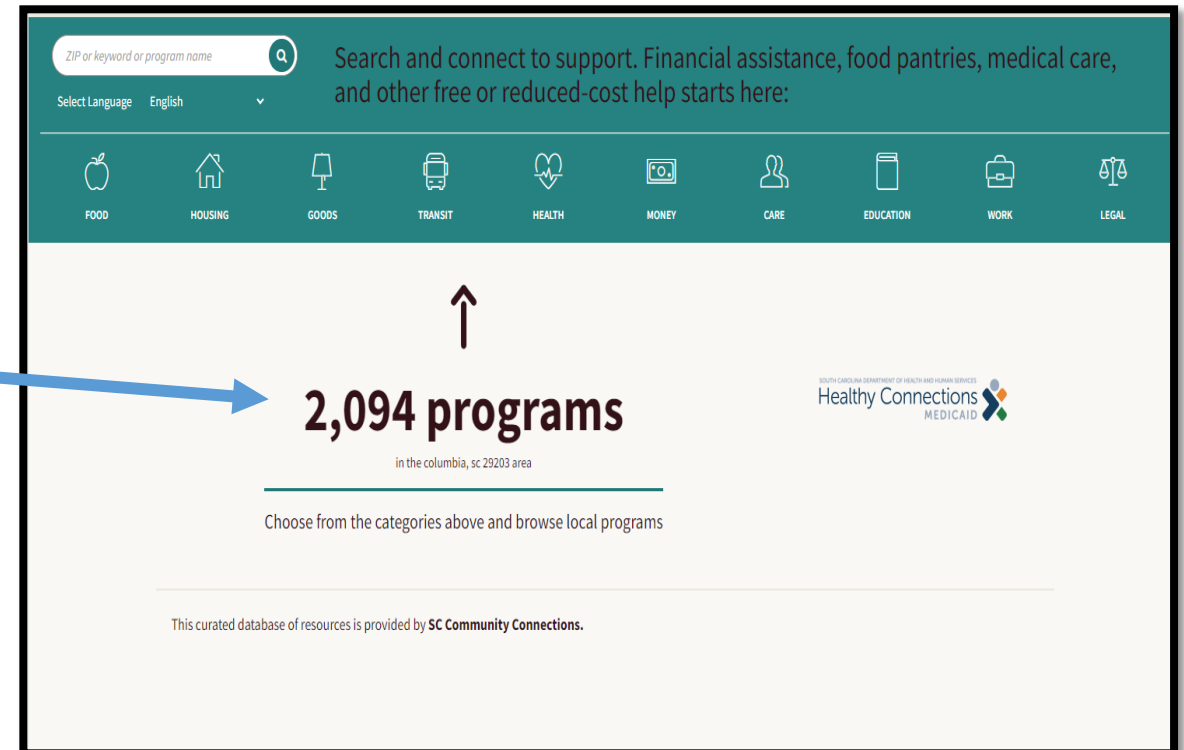 ZIP or keyword or program name
Search and connect to support. Financial assistance, food pantries, medical care,
and other free or reduced-cost help starts here:
Select Language English
FOOD
HOUSING
GOODS
TRANSIT
HEALTH
MONEY
CARE
EDUCATION
WORK
LEGAL
2,094 programs
in the columbia, sc 29203 area
Choose from the categories above and browse local programs
SOUTH CAROLINA DEPARTMENT OF HEALTH AND HUMAN SERVICES
Healthy Connections
MEDICAID
This curated database of resources is provided by SC Community Connections.